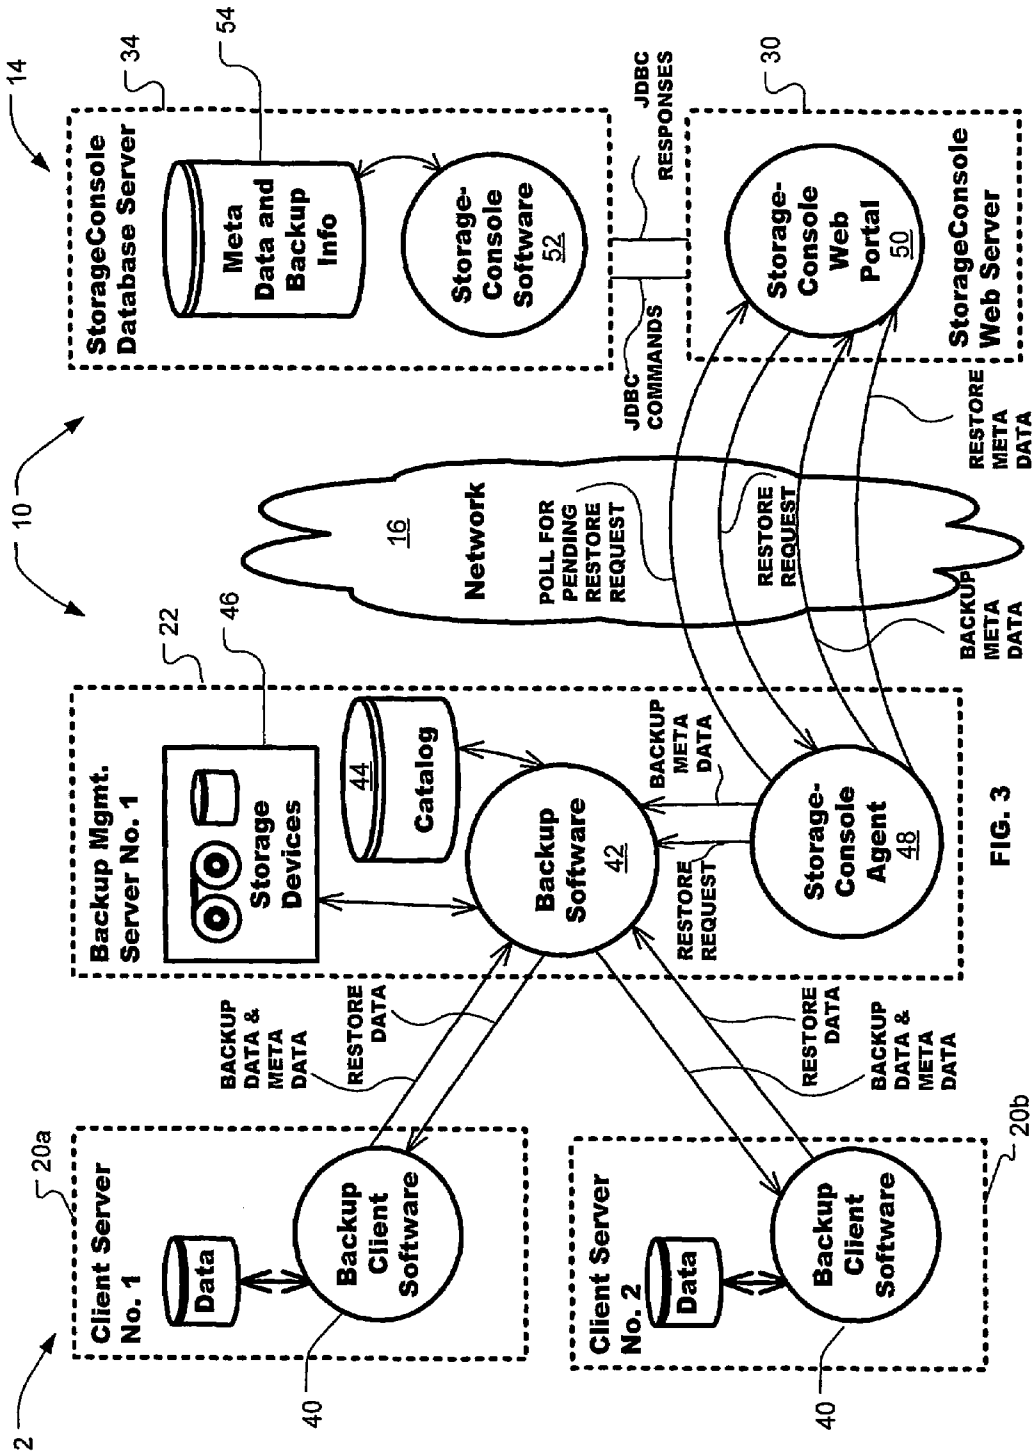 2
10
14
20a
Client Server
No. 1
Data
Backup
Client
Software
40
Client Server
No. 2
Data
Backup
Client
Software
40
20b
BACKUP
DATA &
META
DATA
RESTORE
DATA
RESTORE
DATA
BACKUP
DATA &
META
DATA
Backup Mgmt.
Server No. 1
22
46
Storage
Devices
44
Catalog
Backup
Software
42
RESTORE
REQUEST
BACKUP
META
DATA
Storage-
Console
Agent
48
16
Network
POLL FOR
PENDING
RESTORE
REQUEST
RESTORE
REQUEST
BACKUP
META
DATA
RESTORE
META
DATA
StorageConsole
Database Server
34
54
Meta
Data and
Backup
Info
Storage-
Console
Software
52
JDBC
COMMANDS
JDBC
RESPONSES
30
Storage-
Console
Web
Portal
50
StorageConsole
Web Server
FIG. 3